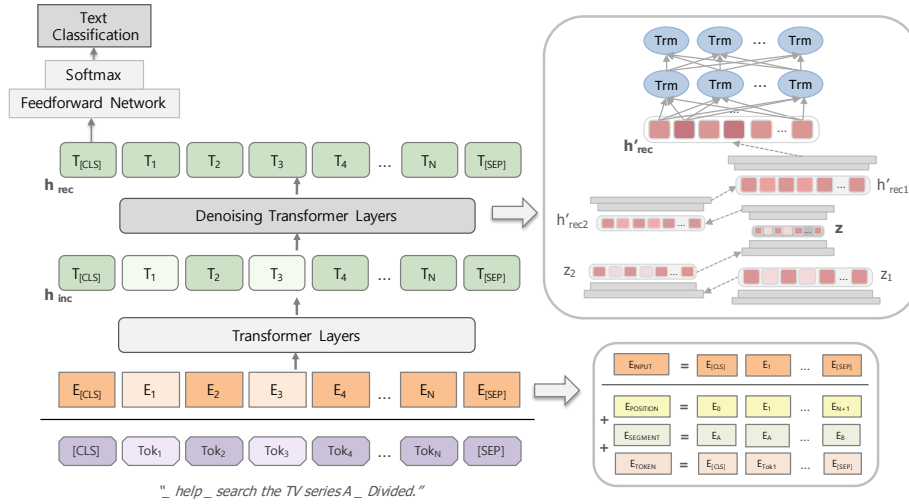 Text
Classification
Softmax
Feedforward Network
T[CLS] T1 T2 T3 T4 ... TN T[SEP]
h rec
Denoising Transformer Layers
T[CLS] T1 T2 T3 T4 ... TN T[SEP]
h inc
Transformer Layers
E[CLS] E1 E2 E3 E4 ... EN E[SEP]
[CLS] Tok1 Tok2 Tok3 Tok4 ... TokN [SEP]
"_ help _ search the TV series A _ Divided."
Trm Trm ... Trm
Trm Trm ... Trm
...
...
h'rec
h'rec1
...
h'rec2
...
z
...
z2
...
z1
...
EINPUT = E[CLS] E1 ... E[SEP]
+ EPOSITION = E0 E1 ... EN+1
+ ESEGMENT = EA EA ... EB
ETOKEN = E[CLS] ETok1 ... E[SEP]